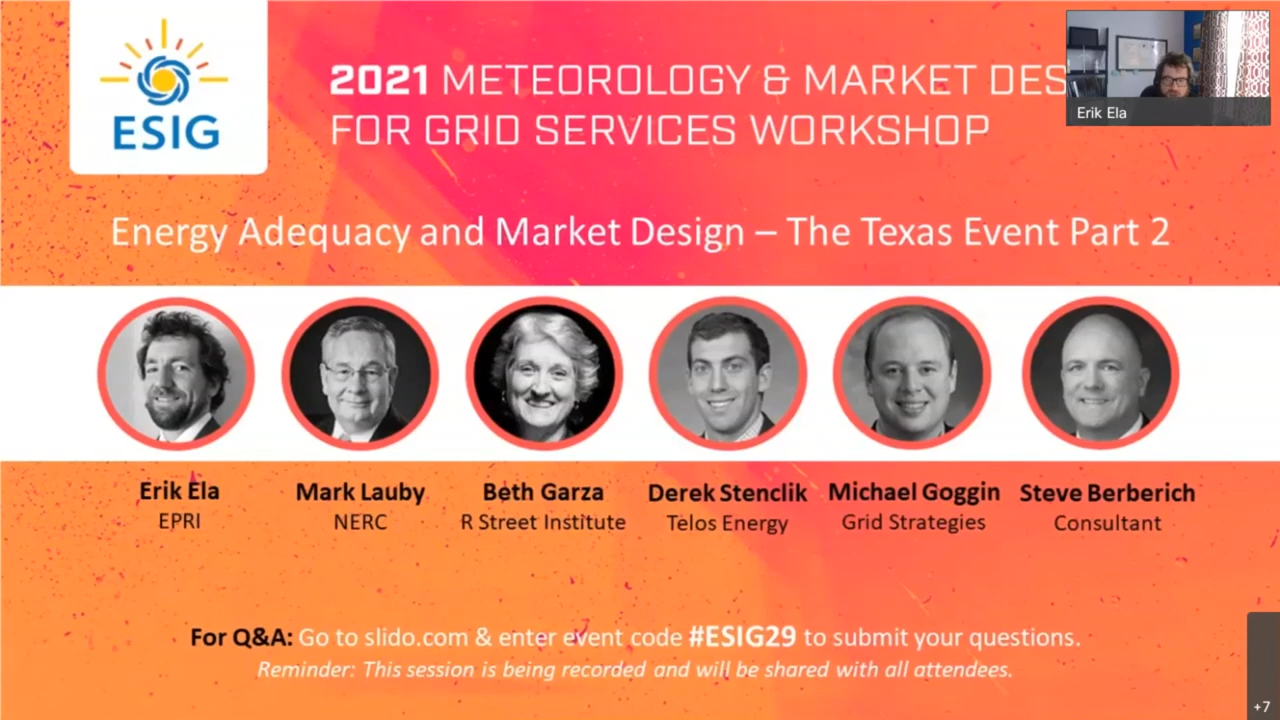 ESIG
2021 METEOROLOGY & MARKET DES
FOR GRID SERVICES WORKSHOP
Erik Ela
Energy Adequacy and Market Design – The Texas Event Part 2
Erik Ela
EPRI
Mark Lauby
NERC
Beth Garza
R Street Institute
Derek Stenclik
Telos Energy
Michael Goggin
Grid Strategies
Steve Berberich
Consultant
For Q&A: Go to slido.com & enter event code #ESIG29 to submit your questions.
Reminder: This session is being recorded and will be shared with all attendees.
+7